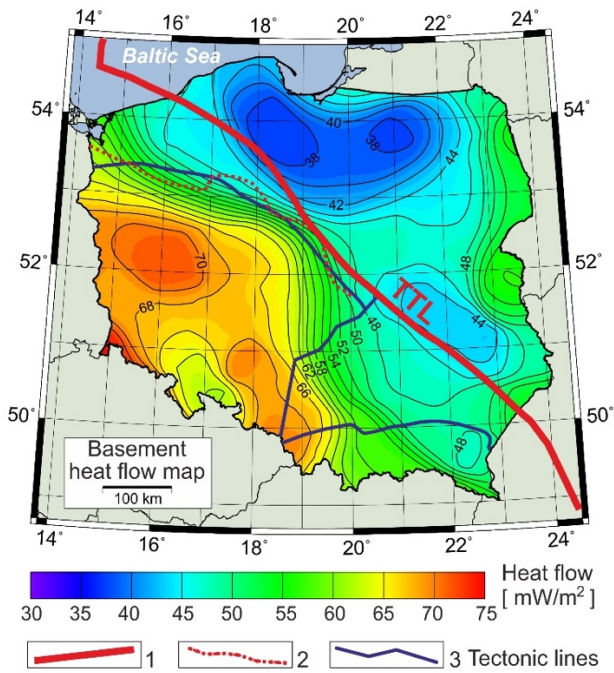 14° 16° 18° 20° 22° 24°
Baltic Sea
54° 54°
40
38
38
44
42
52° 52°
48
70
68
TTL
44
48
50
52
54
58
62
66
50° 50°
48
Basement
heat flow map
100 km
14° 16° 18° 20° 22° 24°
Heat flow
[ mW/m² ]
30 35 40 45 50 55 60 65 70 75
1 2 3 Tectonic lines